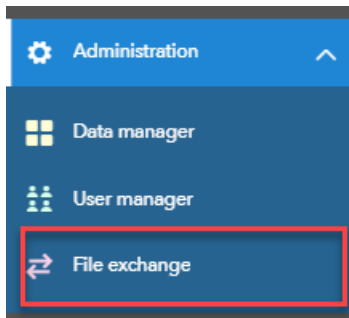 Administration
Data manager
User manager
File exchange